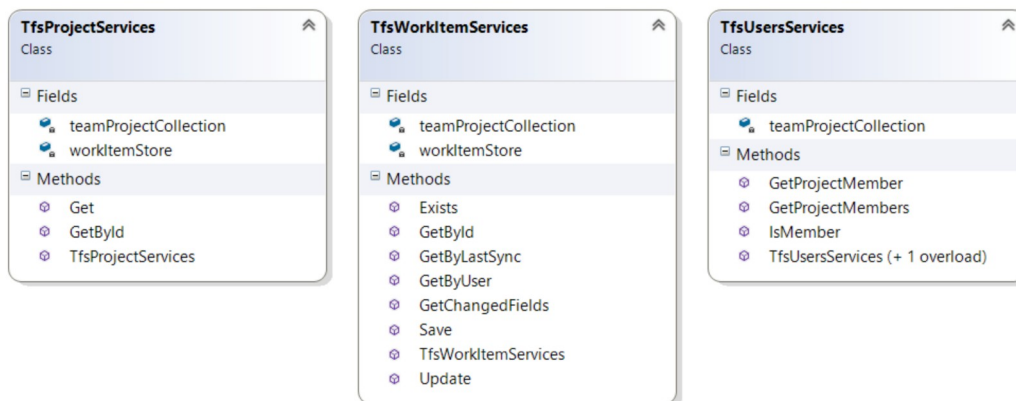 TfsProjectServices
Class
Fields
teamProjectCollection
workItemStore
Methods
Get
GetById
TfsProjectServices
TfsWorkItemServices
Class
Fields
teamProjectCollection
workItemStore
Methods
Exists
GetById
GetByLastSync
GetByUser
GetChangedFields
Save
TfsWorkItemServices
Update
TfsUsersServices
Class
Fields
teamProjectCollection
Methods
GetProjectMember
GetProjectMembers
IsMember
TfsUsersServices (+ 1 overload)